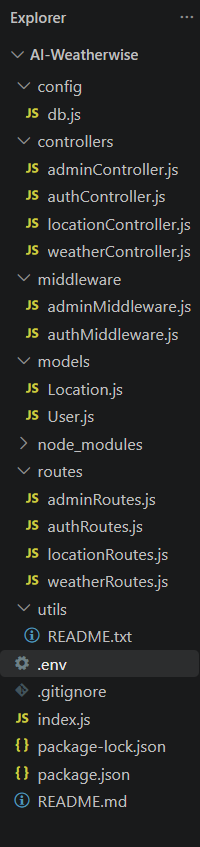 Explorer
AI-Weatherwise
config
JS db.js
controllers
JS adminController.js
JS authController.js
JS locationController.js
JS weatherController.js
middleware
JS adminMiddleware.js
JS authMiddleware.js
models
JS Location.js
JS User.js
node_modules
routes
JS adminRoutes.js
JS authRoutes.js
JS locationRoutes.js
JS weatherRoutes.js
utils
README.txt
.env
.gitignore
JS index.js
{} package-lock.json
{} package.json
README.md